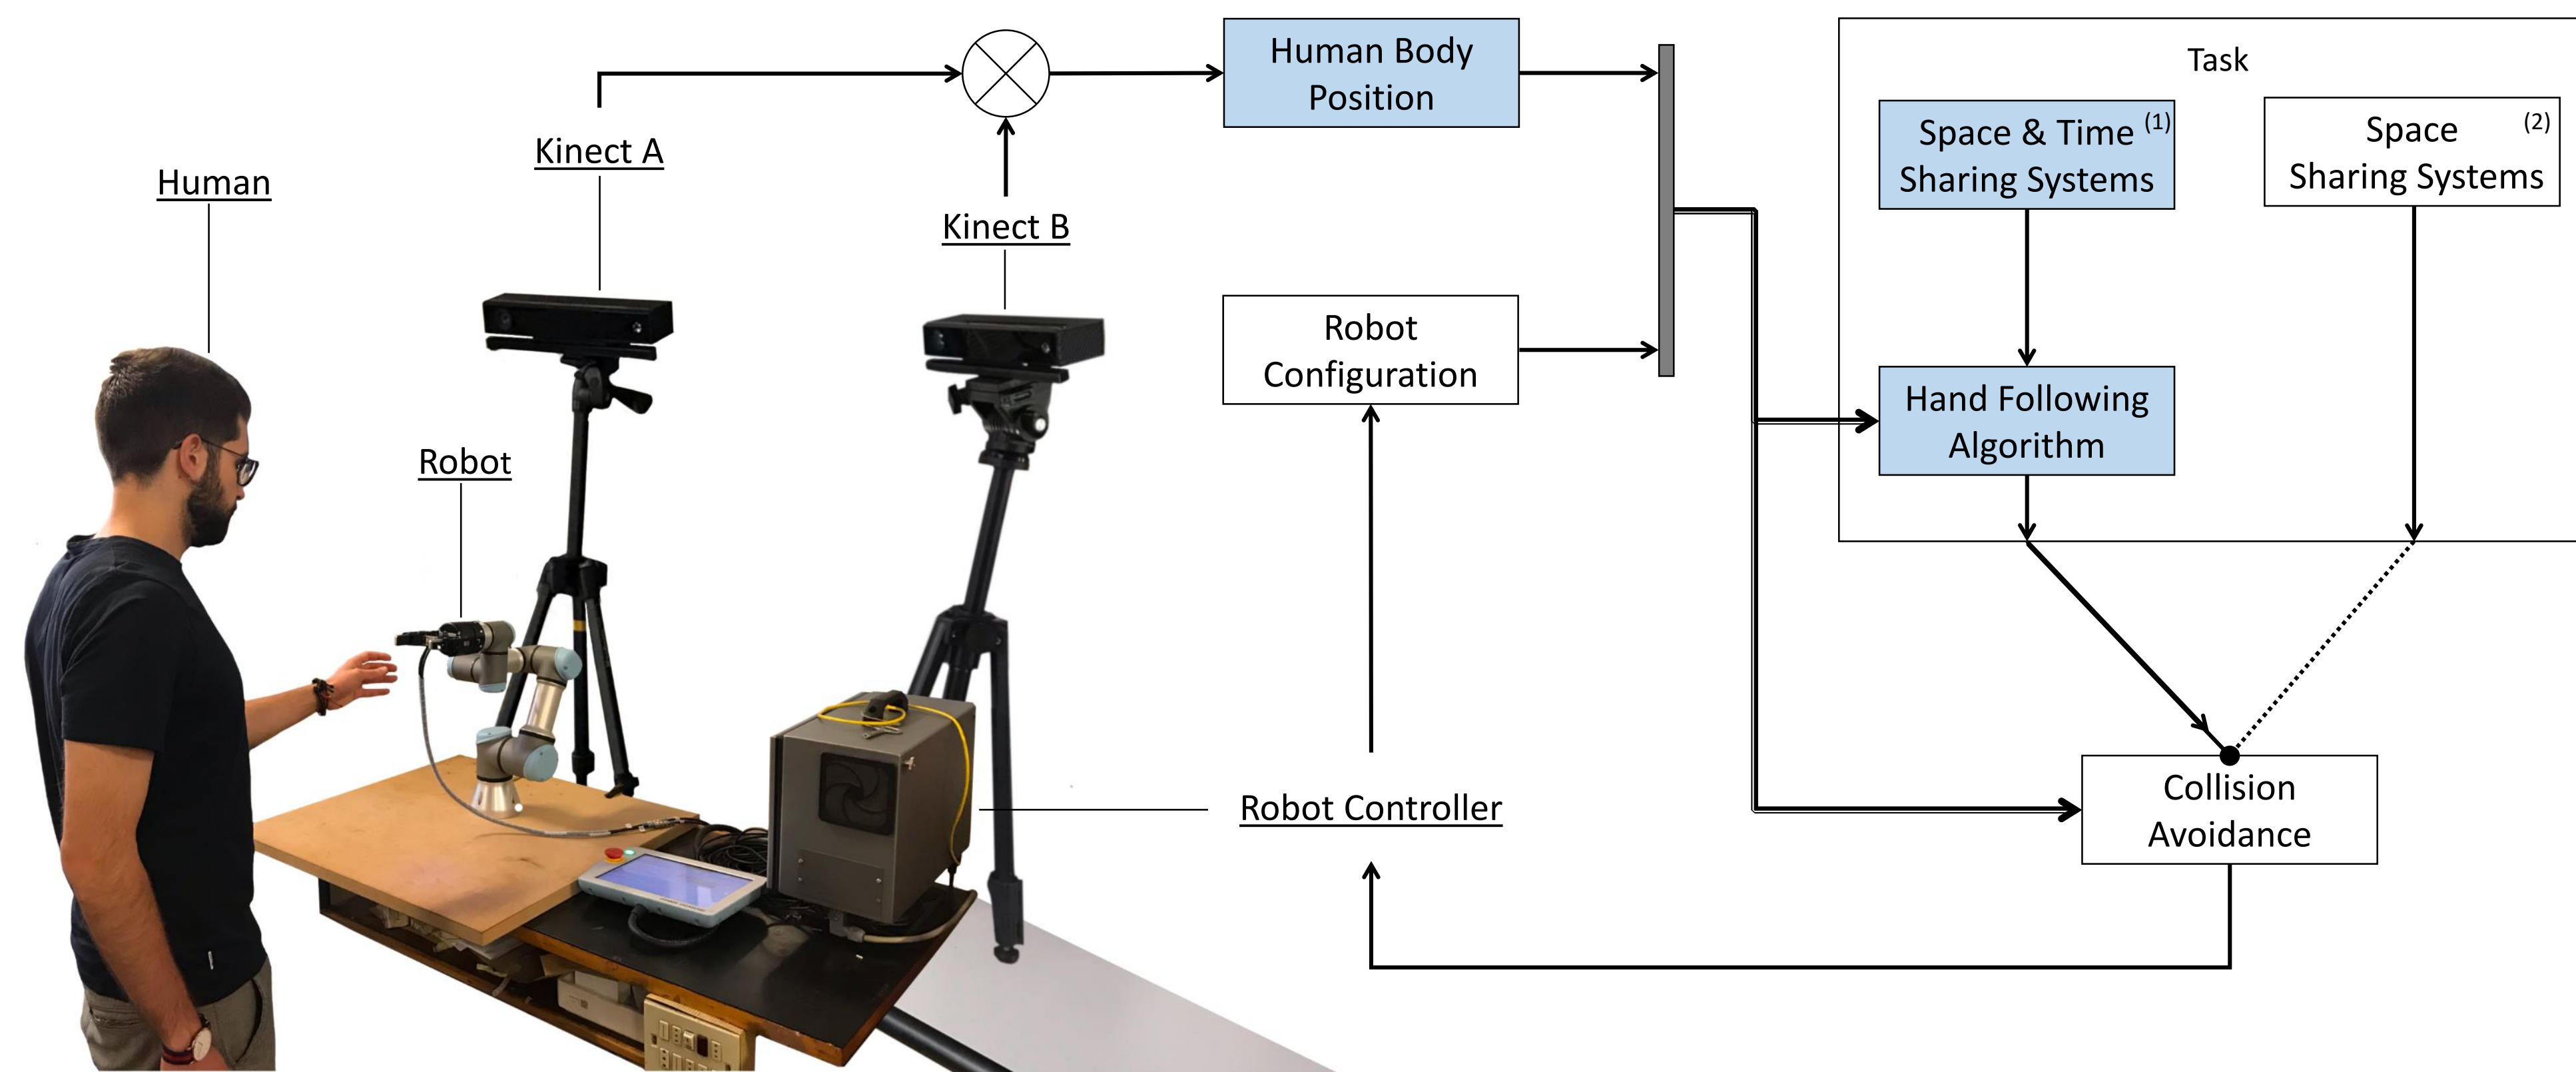 Human
Kinect A
Kinect B
Robot
Robot Controller
Human Body
Position
Robot
Configuration
Task
Space & Time (1)
Sharing Systems
Space (2)
Sharing Systems
Hand Following
Algorithm
Collision
Avoidance